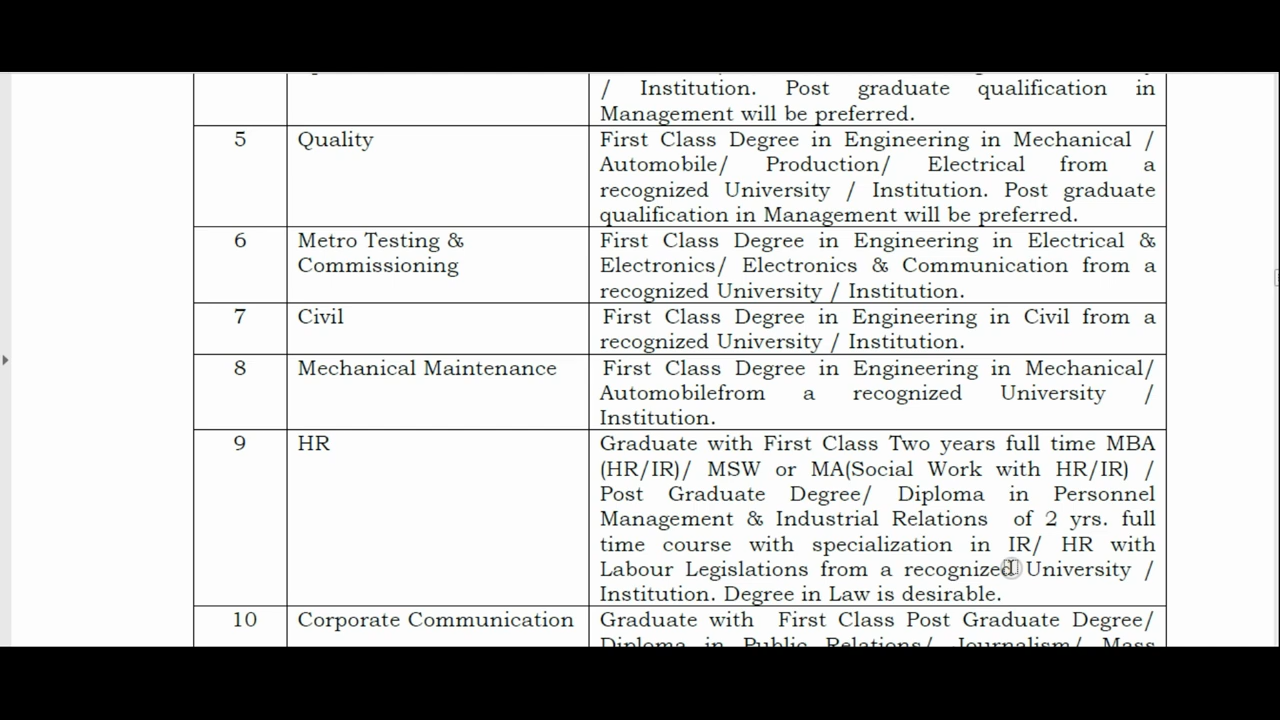 / Institution. Post graduate qualification in
Management will be preferred.
5 Quality First Class Degree in Engineering in Mechanical /
Automobile/ Production/ Electrical from a
recognized University / Institution. Post graduate
qualification in Management will be preferred.
6 Metro Testing & First Class Degree in Engineering in Electrical &
Commissioning Electronics/ Electronics & Communication from a
recognized University / Institution.
7 Civil First Class Degree in Engineering in Civil from a
recognized University / Institution.
8 Mechanical Maintenance First Class Degree in Engineering in Mechanical/
Automobilefrom a recognized University /
Institution.
9 HR Graduate with First Class Two years full time MBA
(HR/IR)/ MSW or MA(Social Work with HR/IR) /
Post Graduate Degree/ Diploma in Personnel
Management & Industrial Relations of 2 yrs. full
time course with specialization in IR/ HR with
Labour Legislations from a recognized University /
Institution. Degree in Law is desirable.
10 Corporate Communication Graduate with First Class Post Graduate Degree/
Diploma in Public Relations/ Journalism/ Mass